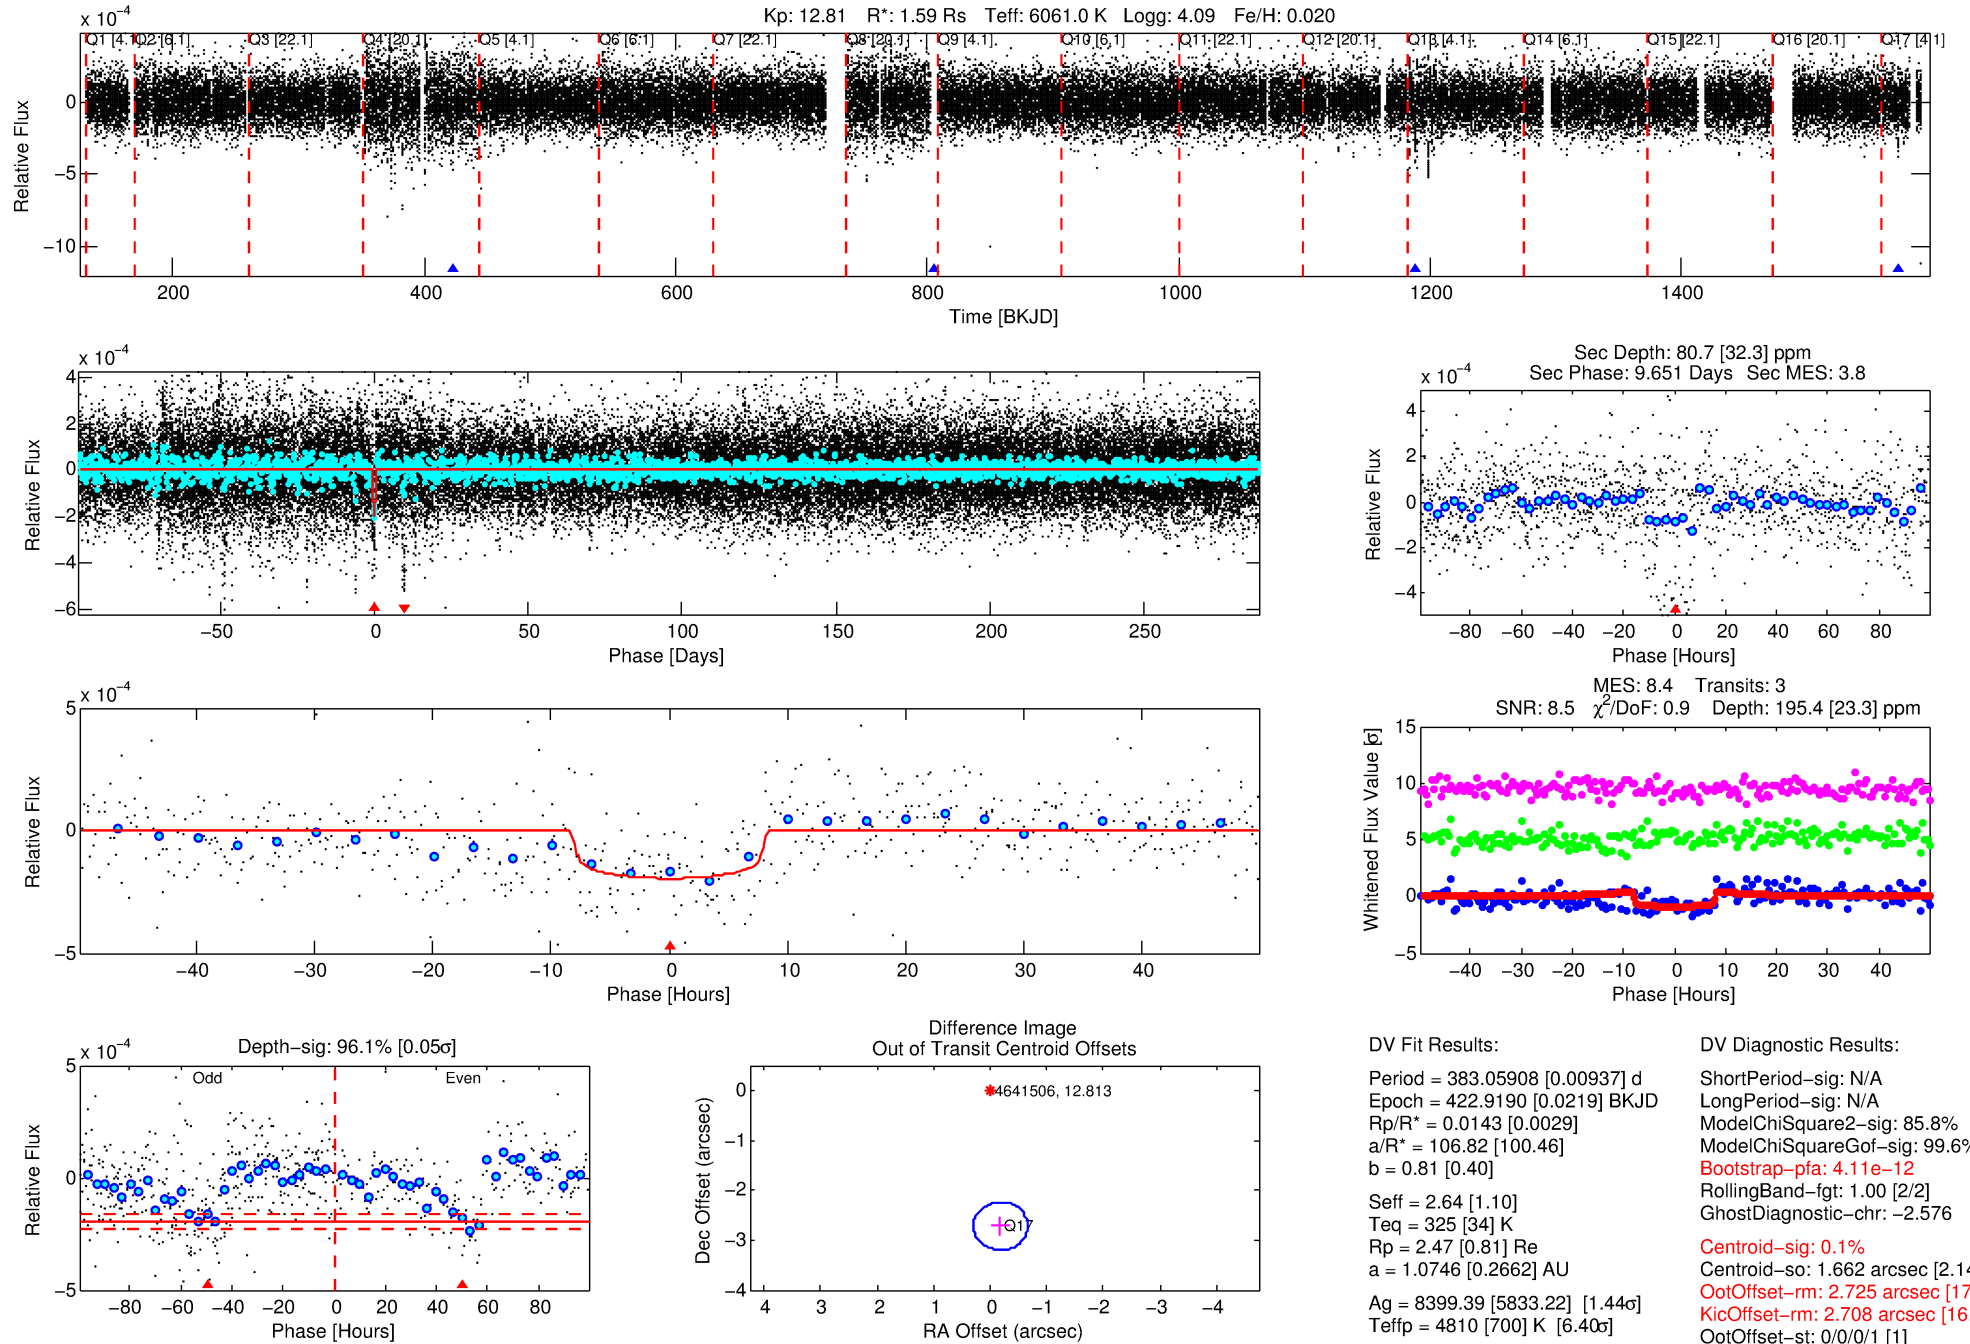 Kp: 12.81 R*: 1.59 Rs Teff: 6061.0 K Logg: 4.09 Fe/H: 0.020
x 10−4
Q3 [22.1] Q5 [4.1] Q6 [6.1] Q7 [22.1] Q9 [4.1] Q10 [6.1] Q11 [22.1] Q12 [20.1] Q13 [4.1] Q14 [6.1] Q15 [22.1] Q16 [20.1]
0
−5
−10
Relative Flux
200 400 600 800 1000 1200 1400
Time [BKJD]
x 10−4
4
2
0
−2
−4
−6
Relative Flux
−50 0 50 100 150 200 250
Phase [Days]
Sec Depth: 80.7 [32.3] ppm
Sec Phase: 9.651 Days Sec MES: 3.8
x 10−4
4
2
0
−2
−4
Relative Flux
−80 −60 −40 −20 0 20 40 60 80
Phase [Hours]
x 10−4
5
0
−5
Relative Flux
−40 −30 −20 −10 0 10 20 30 40
Phase [Hours]
MES: 8.4 Transits: 3
SNR: 8.5 χ2/DoF: 0.9 Depth: 195.4 [23.3] ppm
15
10
5
0
−5
Whitened Flux Value [σ]
−40 −30 −20 −10 0 10 20 30 40
Phase [Hours]
Depth−sig: 96.1% [0.05σ]
x 10−4
Odd Even
5
0
−5
Relative Flux
−80 −60 −40 −20 0 20 40 60 80
Phase [Hours]
Difference Image
Out of Transit Centroid Offsets
4641506, 12.813
Q17
0
−1
−2
−3
−4
Dec Offset (arcsec)
4 3 2 1 0 −1 −2 −3 −4
RA Offset (arcsec)
DV Fit Results:
Period = 383.05908 [0.00937] d
Epoch = 422.9190 [0.0219] BKJD
Rp/R* = 0.0143 [0.0029]
a/R* = 106.82 [100.46]
b = 0.81 [0.40]
Seff = 2.64 [1.10]
Teq = 325 [34] K
Rp = 2.47 [0.81] Re
a = 1.0746 [0.2662] AU
Ag = 8399.39 [5833.22] [1.44σ]
Teffp = 4810 [700] K [6.40σ]
DV Diagnostic Results:
ShortPeriod−sig: N/A
LongPeriod−sig: N/A
ModelChiSquare2−sig: 85.8%
ModelChiSquareGof−sig: 99.6%
Bootstrap−pfa: 4.11e−12
RollingBand−fgt: 1.00 [2/2]
GhostDiagnostic−chr: −2.576
Centroid−sig: 0.1%
Centroid−so: 1.662 arcsec [2.14
OotOffset−rm: 2.725 arcsec [17
KicOffset−rm: 2.708 arcsec [16
OotOffset−st: 0/0/0/1 [1]